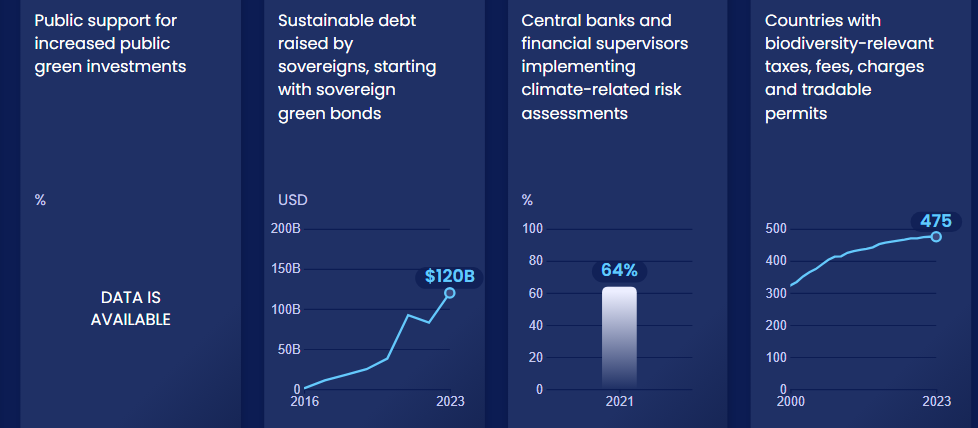 Public support for
increased public
green investments
%
DATA IS
AVAILABLE
Sustainable debt
raised by
sovereigns, starting
with sovereign
green bonds
USD
200B
150B
$120B
100B
50B
0
2016
2023
Central banks and
financial supervisors
implementing
climate-related risk
assessments
%
100
80
64%
60
40
20
0
2021
Countries with
biodiversity-relevant
taxes, fees, charges
and tradable
permits
475
500
400
300
200
100
0
2000
2023